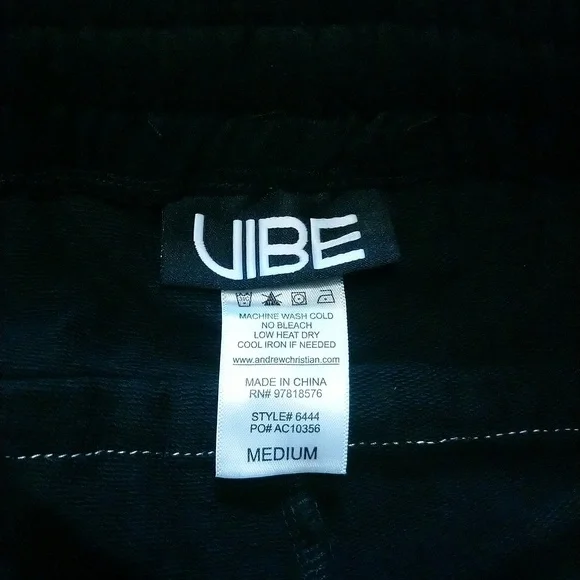 VIBE
MACHINE WASH COLD
NO BLEACH
LOW HEAT DRY
COOL IRON IF NEEDED
www.andrewchristian.com
MADE IN CHINA
RN# 97818576
STYLE# 6444
PO# AC10356
MEDIUM